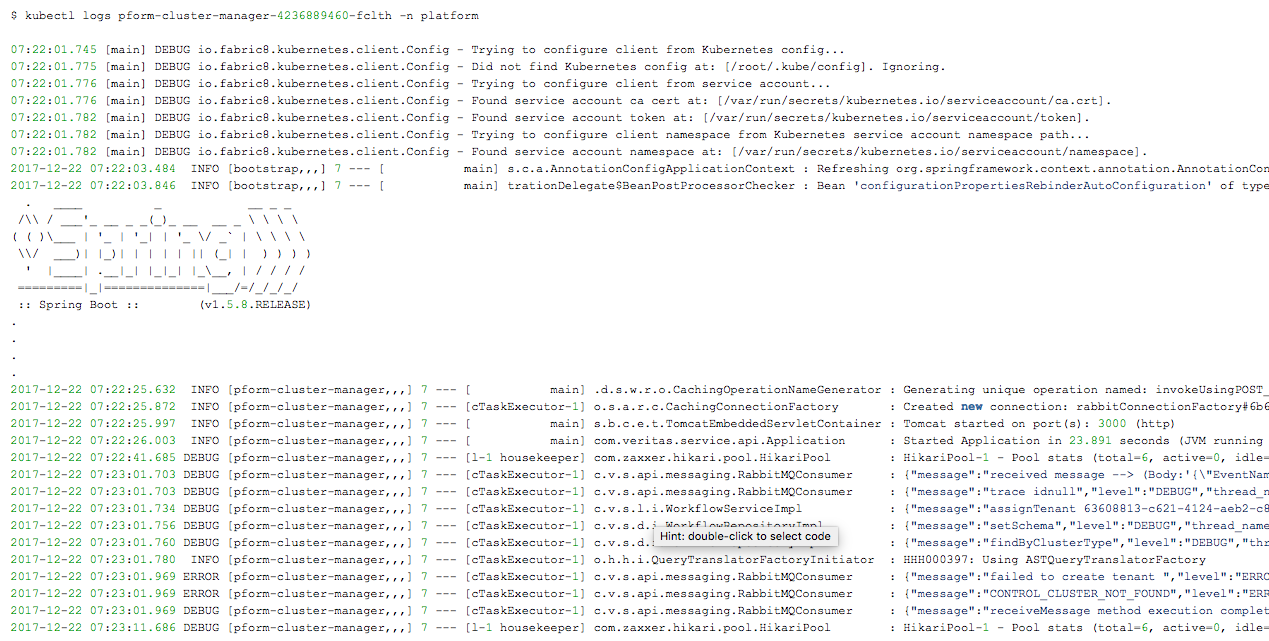 $ kubectl logs pform-cluster-manager-4236889460-fclth -n platform
07:22:01.745 [main] DEBUG io.fabric8.kubernetes.client.Config - Trying to configure client from Kubernetes config...
07:22:01.775 [main] DEBUG io.fabric8.kubernetes.client.Config - Did not find Kubernetes config at: [/root/.kube/config]. Ignoring.
07:22:01.776 [main] DEBUG io.fabric8.kubernetes.client.Config - Trying to configure client from service account...
07:22:01.776 [main] DEBUG io.fabric8.kubernetes.client.Config - Found service account ca cert at: [/var/run/secrets/kubernetes.io/serviceaccount/ca.crt].
07:22:01.782 [main] DEBUG io.fabric8.kubernetes.client.Config - Found service account token at: [/var/run/secrets/kubernetes.io/serviceaccount/token].
07:22:01.782 [main] DEBUG io.fabric8.kubernetes.client.Config - Trying to configure client namespace from Kubernetes service account namespace path...
07:22:01.782 [main] DEBUG io.fabric8.kubernetes.client.Config - Found service account namespace at: [/var/run/secrets/kubernetes.io/serviceaccount/namespace].
2017-12-22 07:22:03.484  INFO [bootstrap,,,] 7 --- [           main] s.c.a.AnnotationConfigApplicationContext : Refreshing org.springframework.context.annotation.AnnotationCon
2017-12-22 07:22:03.846  INFO [bootstrap,,,] 7 --- [           main] trationDelegate$BeanPostProcessorChecker : Bean 'configurationPropertiesRebinderAutoConfiguration' of type
  .   ____          _            __ _ _
 /\\ / ___'_ __ _ _(_)_ __  __ _ \ \ \ \
( ( )\___ | '_ | '_| | '_ \/ _` | \ \ \ \
 \\/  ___)| |_)| | | | | || (_| |  ) ) ) )
  '  |____| .__|_| |_|_| |_\__, | / / / /
 =========|_|==============|___/=/_/_/_/
 :: Spring Boot ::        (v1.5.8.RELEASE)
.
.
.
.
2017-12-22 07:22:25.632  INFO [pform-cluster-manager,,,] 7 --- [           main] .d.s.w.r.o.CachingOperationNameGenerator : Generating unique operation named: invokeUsingPOST_
2017-12-22 07:22:25.872  INFO [pform-cluster-manager,,,] 7 --- [cTaskExecutor-1] o.s.a.r.c.CachingConnectionFactory       : Created new connection: rabbitConnectionFactory#6b6
2017-12-22 07:22:25.997  INFO [pform-cluster-manager,,,] 7 --- [           main] s.b.c.e.t.TomcatEmbeddedServletContainer : Tomcat started on port(s): 3000 (http)
2017-12-22 07:22:26.003  INFO [pform-cluster-manager,,,] 7 --- [           main] com.veritas.service.api.Application      : Started Application in 23.891 seconds (JVM running
2017-12-22 07:22:41.685 DEBUG [pform-cluster-manager,,,] 7 --- [l-1 housekeeper] com.zaxxer.hikari.pool.HikariPool        : HikariPool-1 - Pool stats (total=6, active=0, idle=
2017-12-22 07:23:01.703 DEBUG [pform-cluster-manager,,,] 7 --- [cTaskExecutor-1] c.v.s.api.messaging.RabbitMQConsumer     : {"message":"received message --> (Body:'{\"EventNam
2017-12-22 07:23:01.703 DEBUG [pform-cluster-manager,,,] 7 --- [cTaskExecutor-1] c.v.s.api.messaging.RabbitMQConsumer     : {"message":"trace idnull","level":"DEBUG","thread_n
2017-12-22 07:23:01.734 DEBUG [pform-cluster-manager,,,] 7 --- [cTaskExecutor-1] c.v.s.l.i.WorkflowServiceImpl            : {"message":"assignTenant 63608813-c621-4124-aeb2-c8
2017-12-22 07:23:01.756 DEBUG [pform-cluster-manager,,,] 7 --- [cTaskExecutor-1] c.v.s.d.i.WorkflowRepositoryImpl         : {"message":"setSchema","level":"DEBUG","thread_name
2017-12-22 07:23:01.760 DEBUG [pform-cluster-manager,,,] 7 --- [cTaskExecutor-1] c.v.s.d. : {"message":"findByClusterType","level":"DEBUG","thr
Hint: double-click to select code
2017-12-22 07:23:01.780  INFO [pform-cluster-manager,,,] 7 --- [cTaskExecutor-1] o.h.h.i.QueryTranslatorFactoryInitiator  : HHH000397: Using ASTQueryTranslatorFactory
2017-12-22 07:23:01.969 ERROR [pform-cluster-manager,,,] 7 --- [cTaskExecutor-1] c.v.s.api.messaging.RabbitMQConsumer     : {"message":"failed to create tenant ","level":"ERRO
2017-12-22 07:23:01.969 ERROR [pform-cluster-manager,,,] 7 --- [cTaskExecutor-1] c.v.s.api.messaging.RabbitMQConsumer     : {"message":"CONTROL_CLUSTER_NOT_FOUND","level":"ERR
2017-12-22 07:23:01.969 DEBUG [pform-cluster-manager,,,] 7 --- [cTaskExecutor-1] c.v.s.api.messaging.RabbitMQConsumer     : {"message":"receiveMessage method execution complet
2017-12-22 07:23:11.686 DEBUG [pform-cluster-manager,,,] 7 --- [l-1 housekeeper] com.zaxxer.hikari.pool.HikariPool        : HikariPool-1 - Pool stats (total=6, active=0, idle=